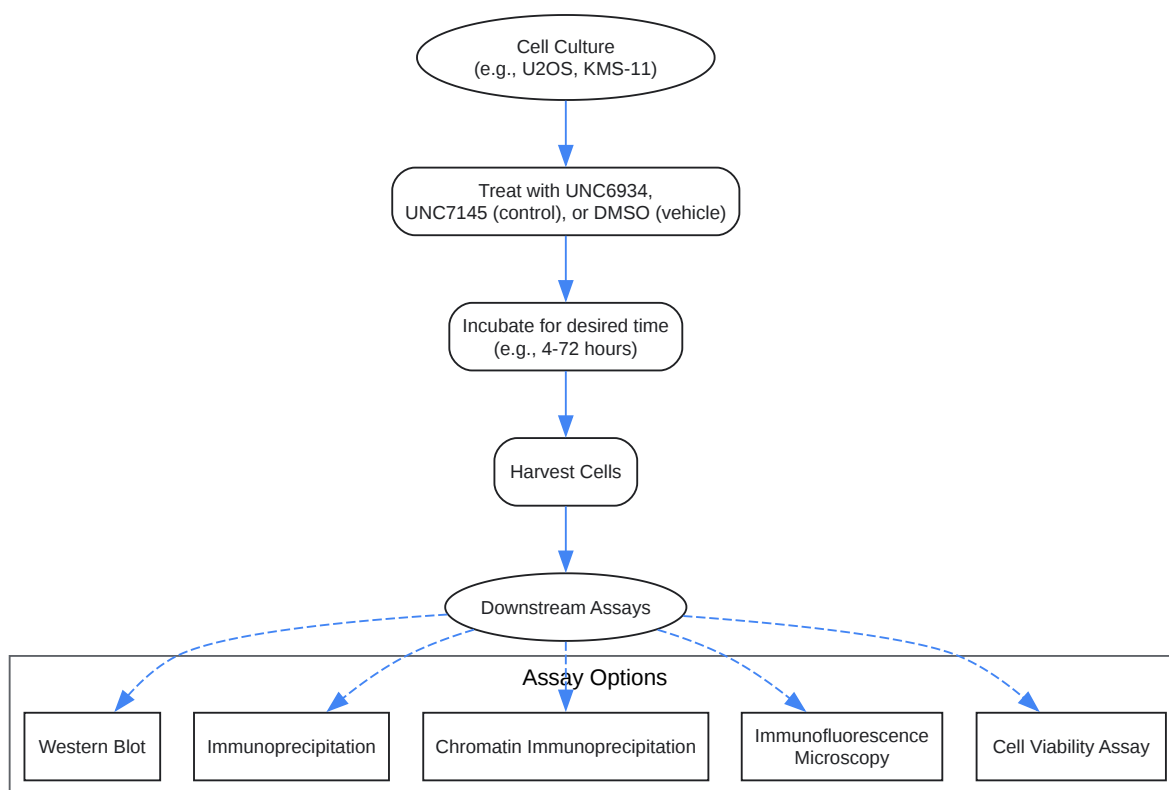 Cell Culture
(e.g., U2OS, KMS-11)
Treat with UNC6934,
UNC7145 (control), or DMSO (vehicle)
Incubate for desired time
(e.g., 4-72 hours)
Harvest Cells
Downstream Assays
Assay Options
Western Blot
Immunoprecipitation
Chromatin Immunoprecipitation
Immunofluorescence
Microscopy
Cell Viability Assay